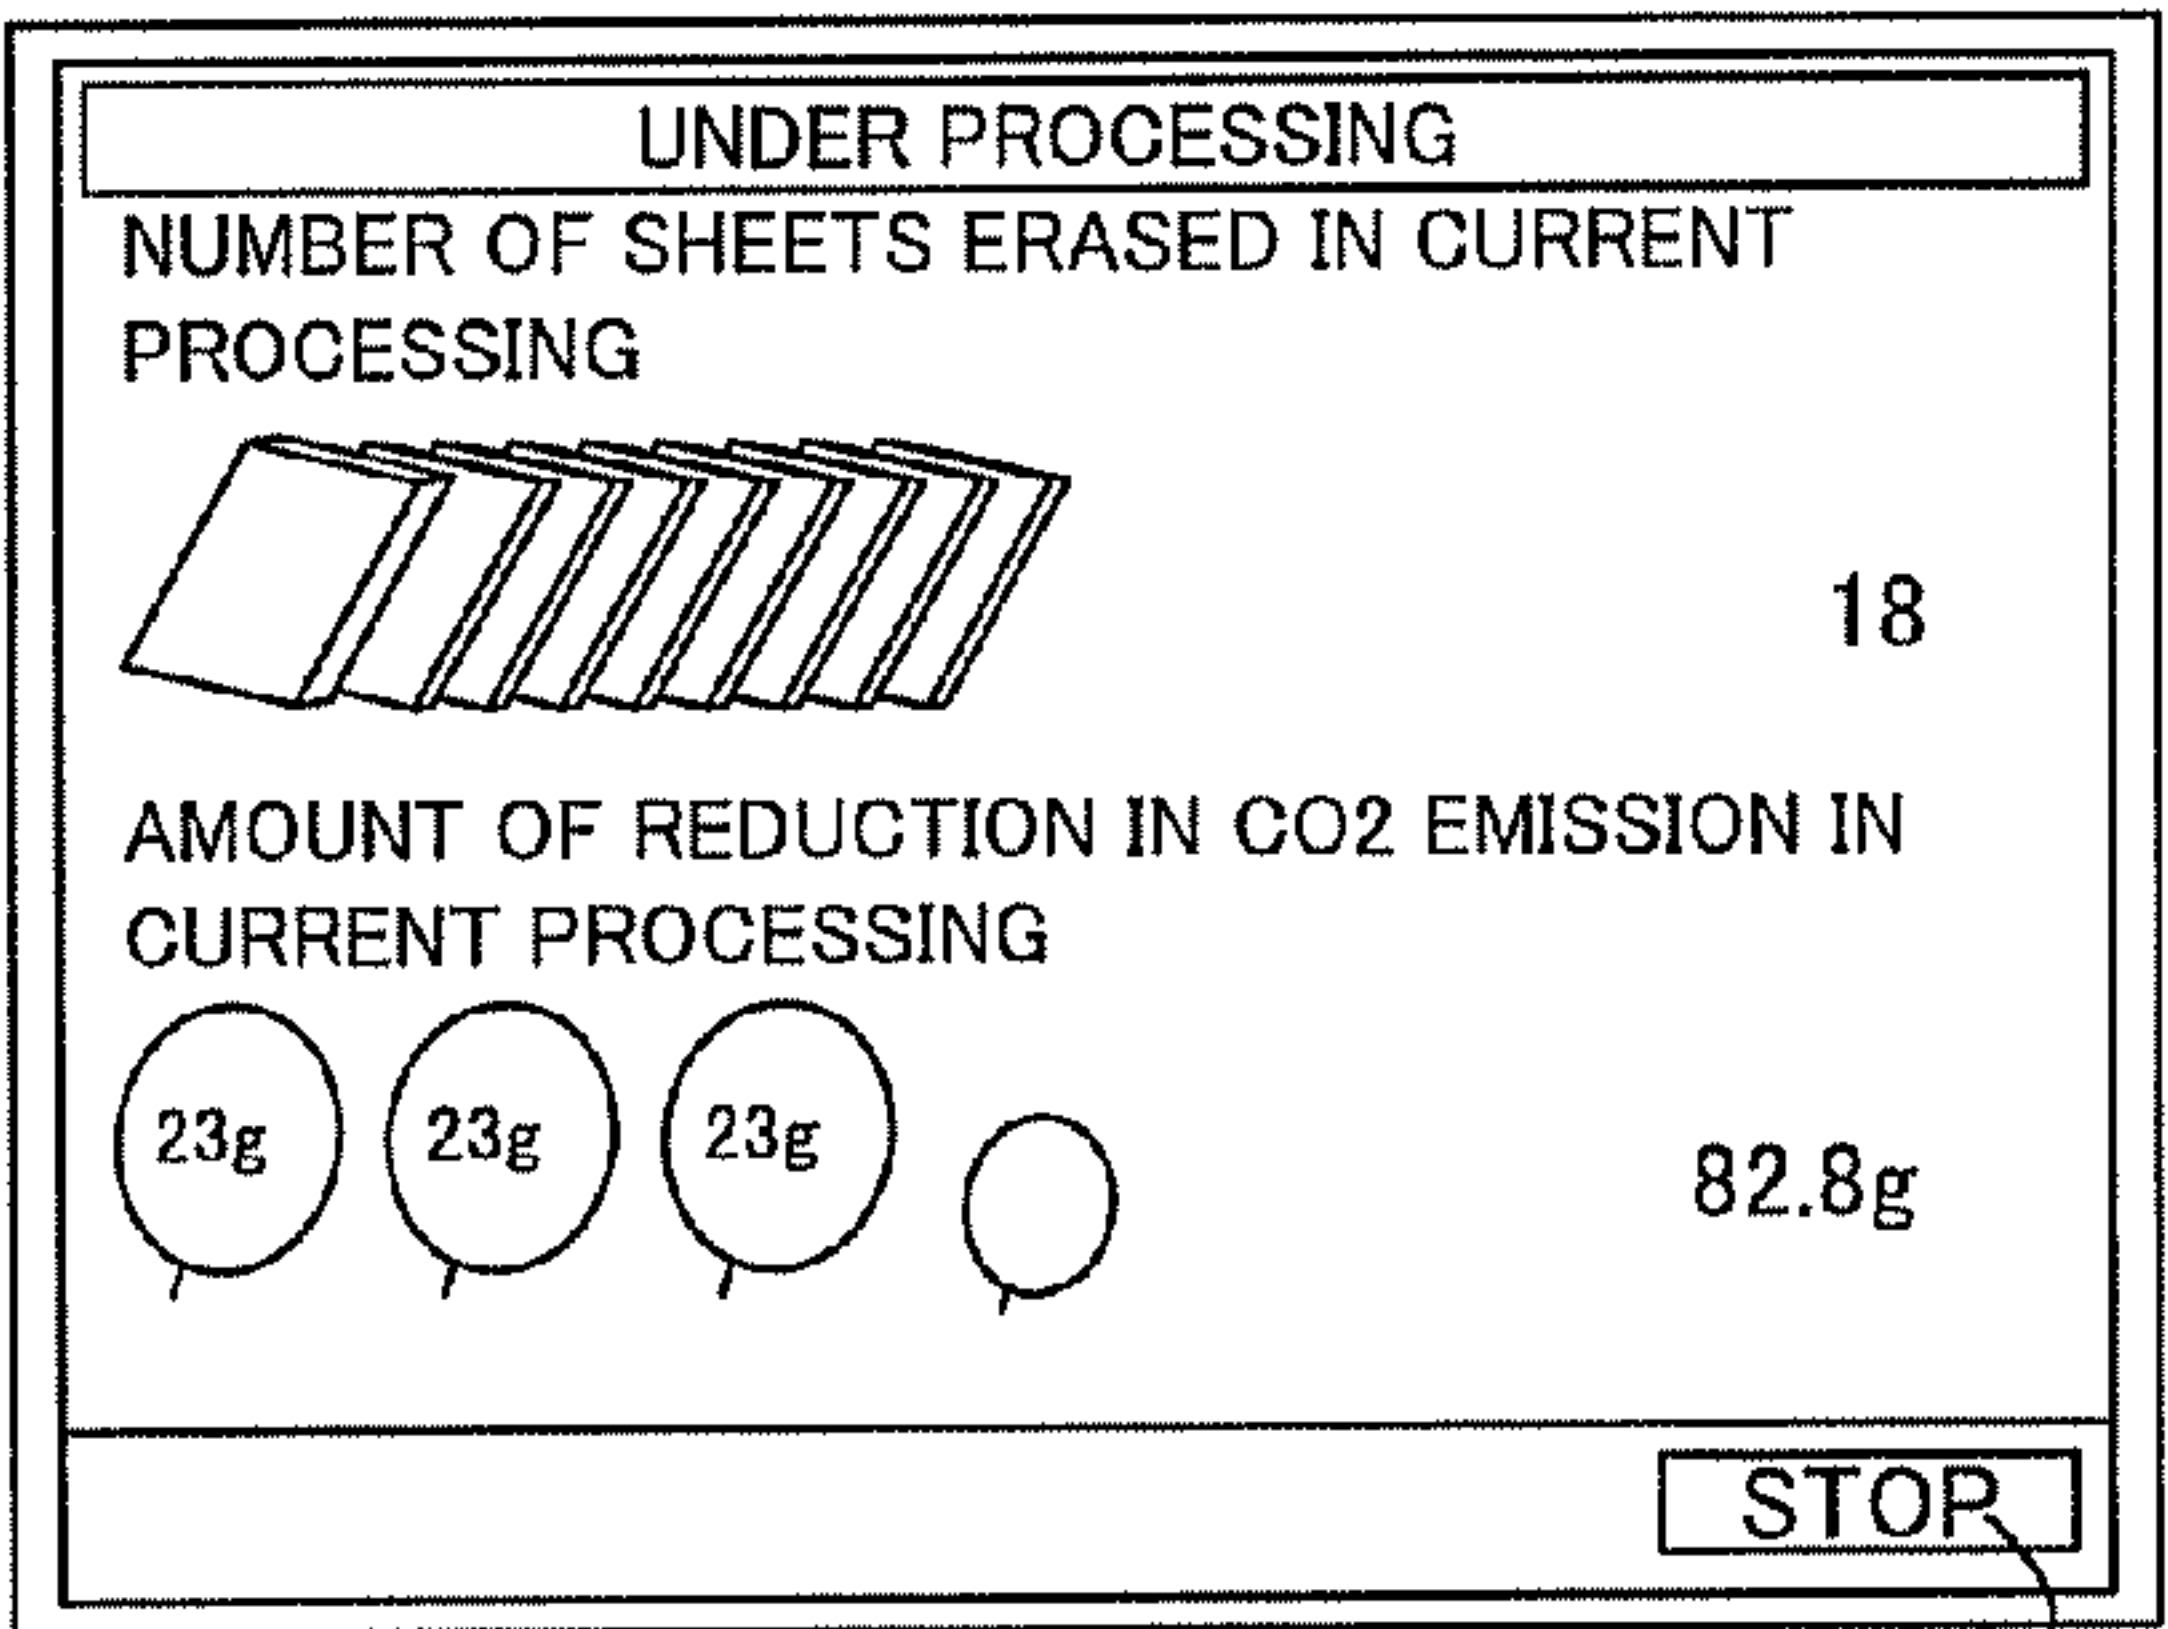 UNDER PROCESSING
NUMBER OF SHEETS ERASED IN CURRENT
PROCESSING
18
AMOUNT OF REDUCTION IN CO2 EMISSION IN
CURRENT PROCESSING
23g 23g 23g
82.8g
STOP